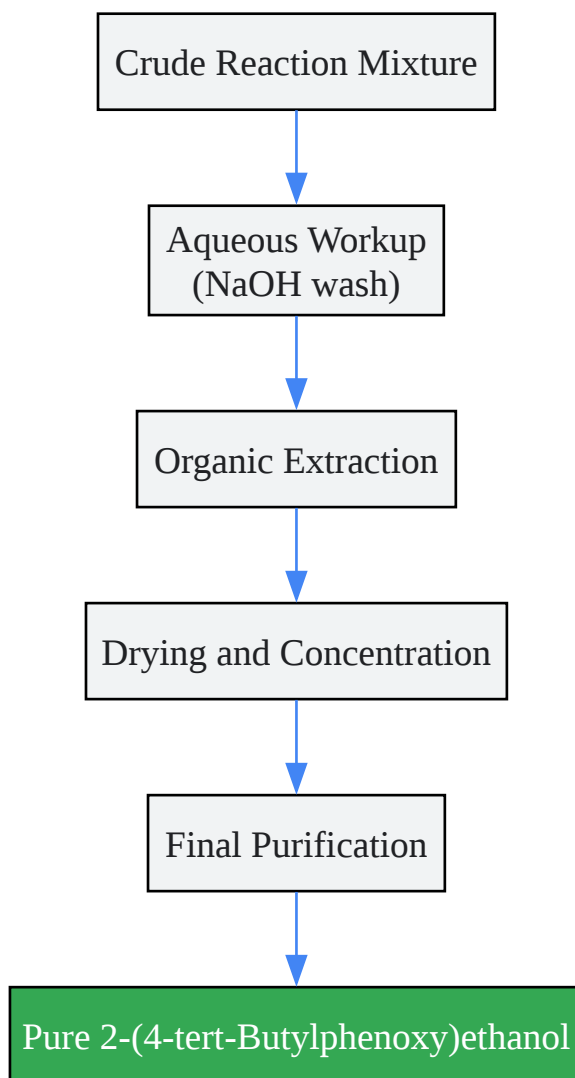 Crude Reaction Mixture
Aqueous Workup
(NaOH wash)
Organic Extraction
Drying and Concentration
Final Purification
Pure 2-(4-tert-Butylphenoxy)ethanol